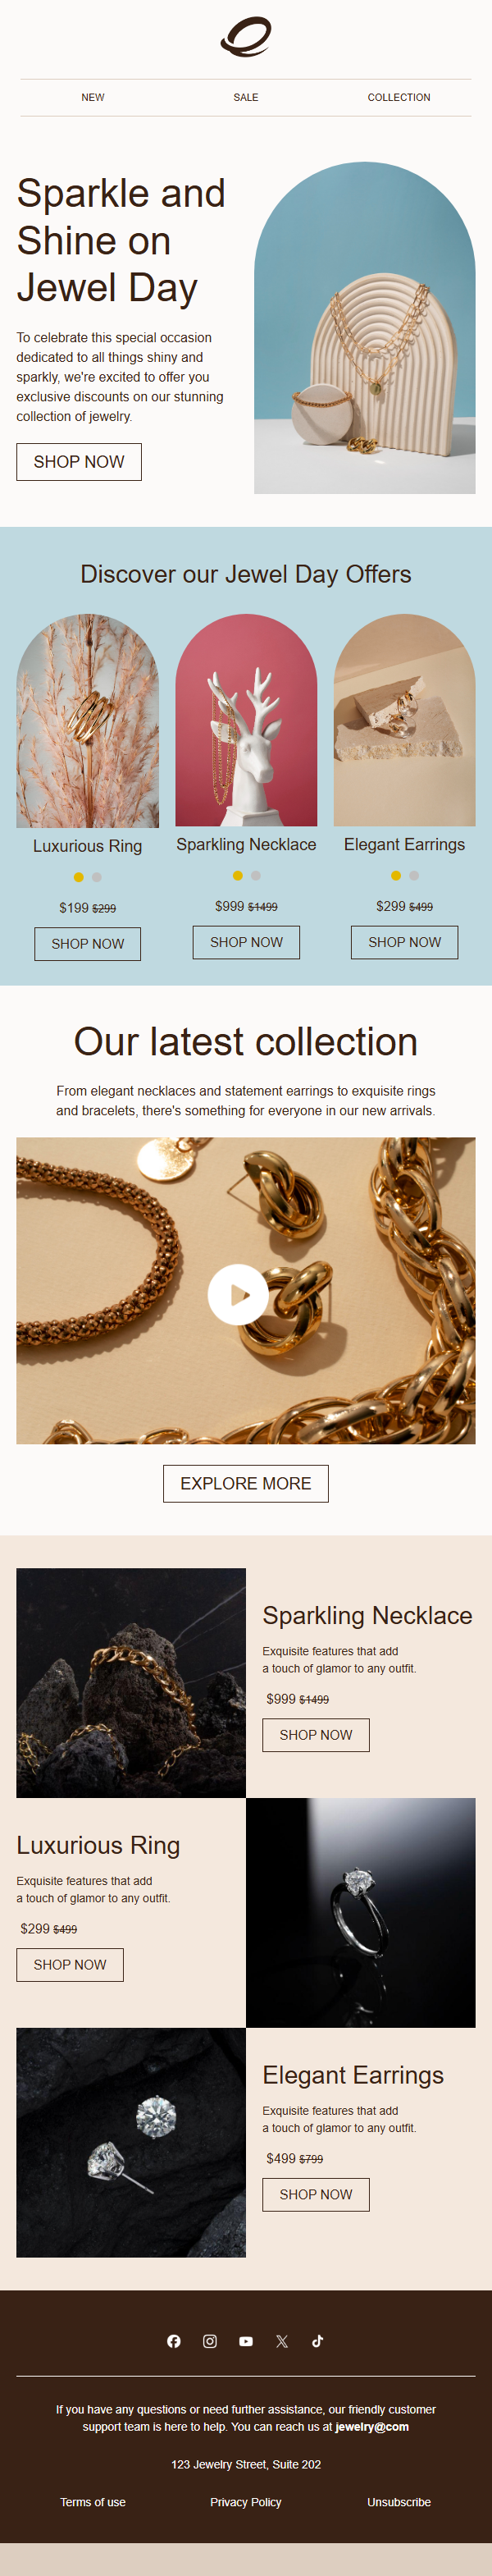 NEW
SALE
COLLECTION
Sparkle and
Shine on
Jewel Day
To celebrate this special occasion
dedicated to all things shiny and
sparkly, we're excited to offer you
exclusive discounts on our stunning
collection of jewelry.
SHOP NOW
Discover our Jewel Day Offers
Luxurious Ring
$199 $299
SHOP NOW
Sparkling Necklace
$999 $1499
SHOP NOW
Elegant Earrings
$299 $499
SHOP NOW
Our latest collection
From elegant necklaces and statement earrings to exquisite rings
and bracelets, there's something for everyone in our new arrivals.
EXPLORE MORE
Sparkling Necklace
Exquisite features that add
a touch of glamor to any outfit.
$999 $1499
SHOP NOW
Luxurious Ring
Exquisite features that add
a touch of glamor to any outfit.
$299 $499
SHOP NOW
Elegant Earrings
Exquisite features that add
a touch of glamor to any outfit.
$499 $799
SHOP NOW
If you have any questions or need further assistance, our friendly customer
support team is here to help. You can reach us at jewelry@com
123 Jewelry Street, Suite 202
Terms of use
Privacy Policy
Unsubscribe